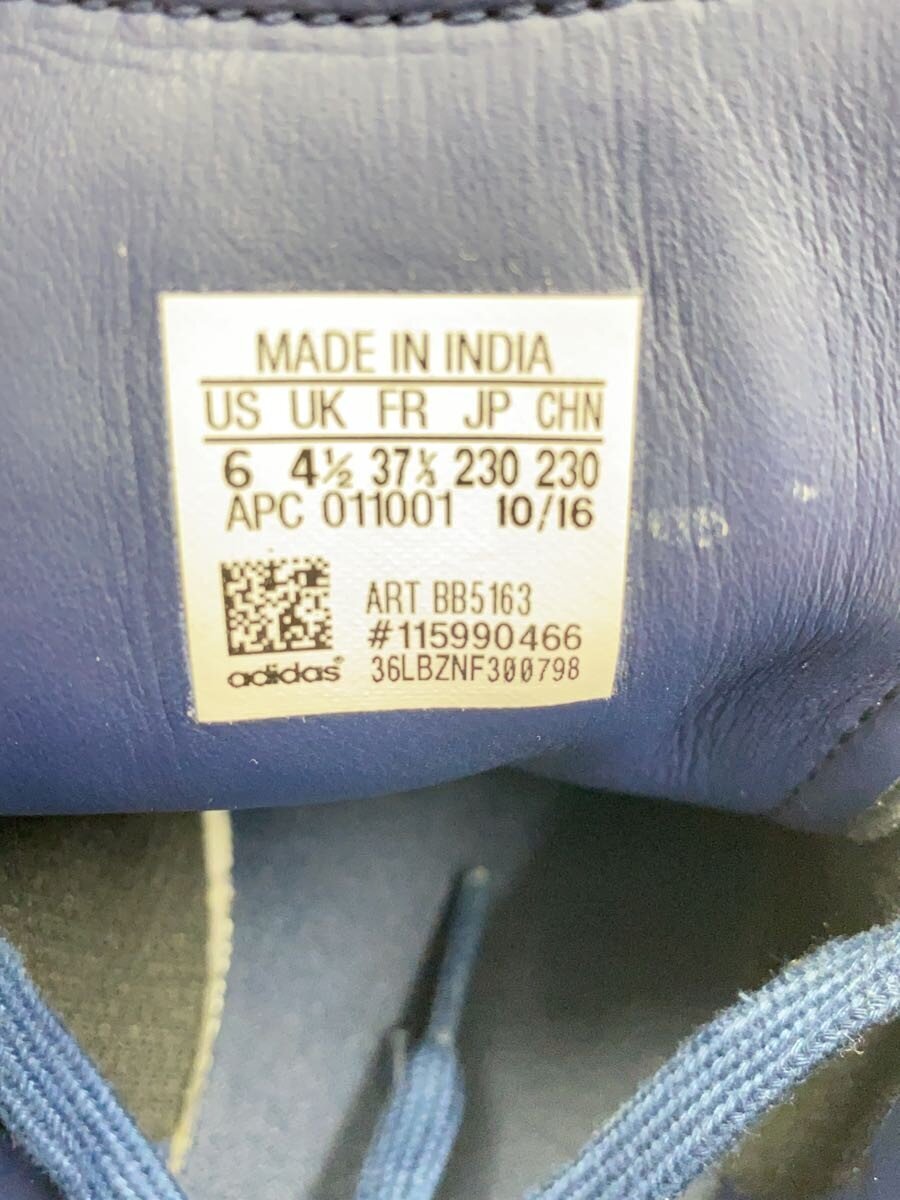 MADE IN INDIA
US UK FR JP CHN
6 4½ 37⅓ 230 230
APC 011001 10/16
ART BB5163
#115990466
adidas® 36LBZNF300798